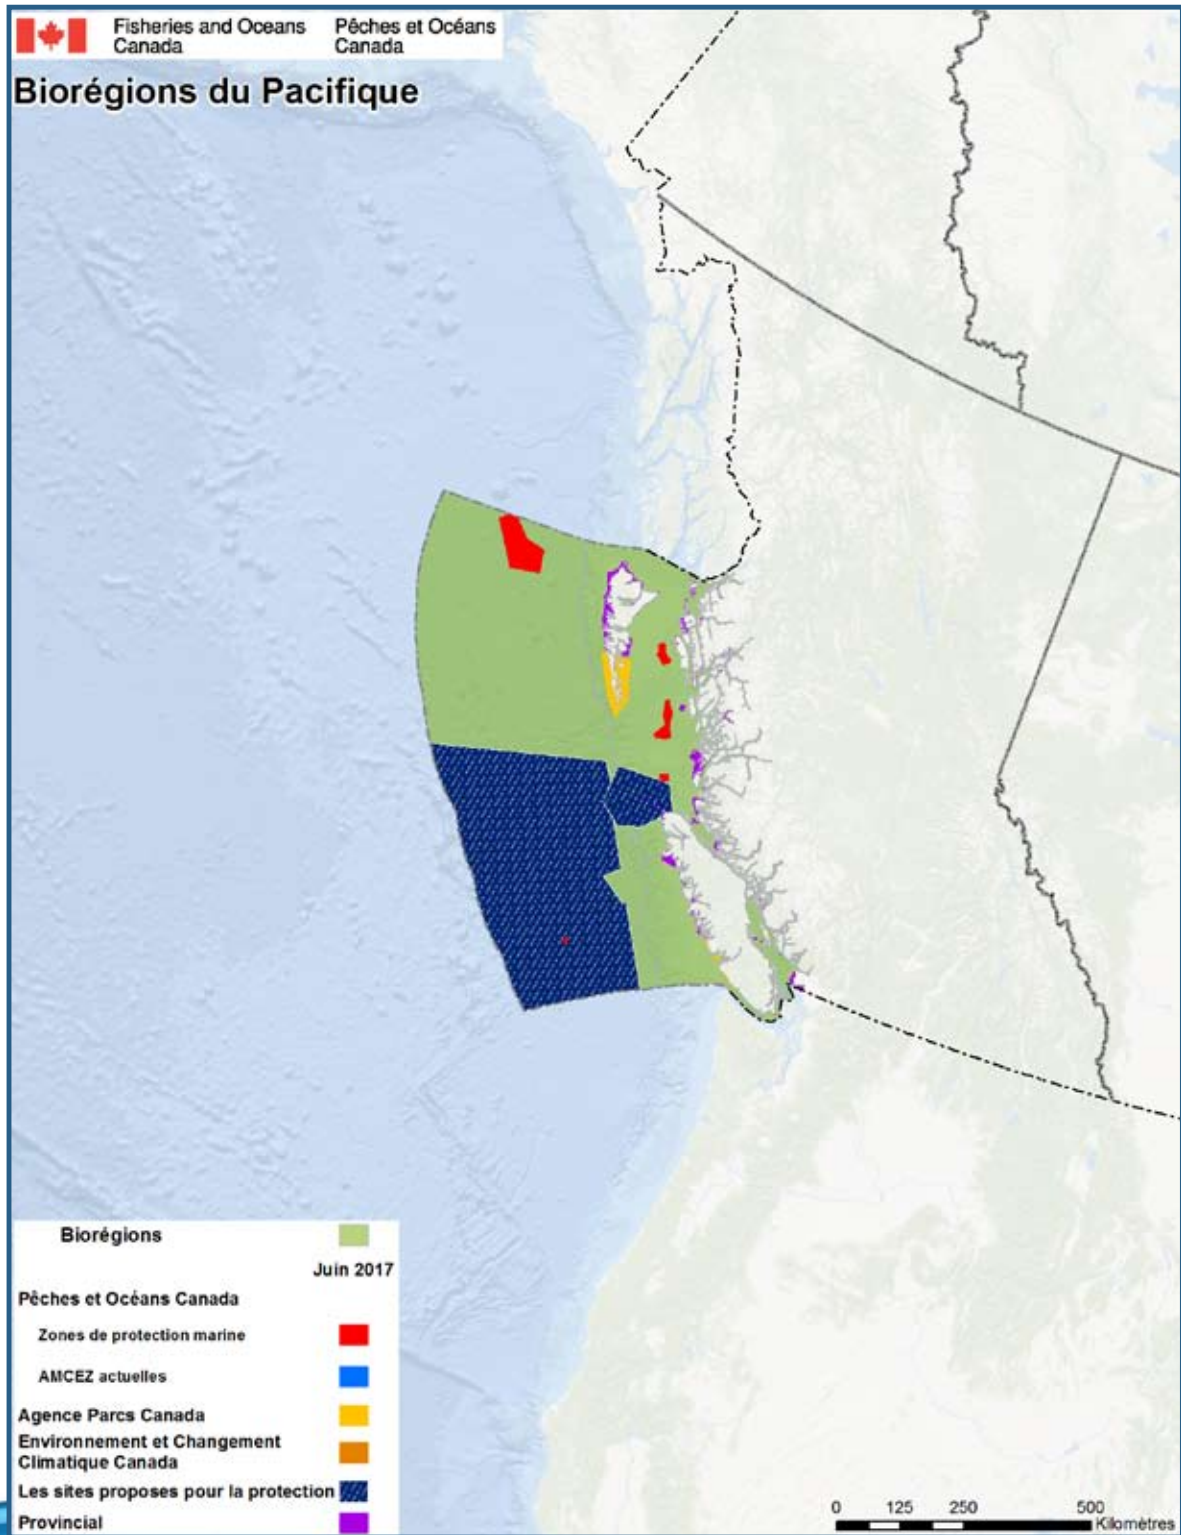 Fisheries and Oceans Pêches et Océans
Canada Canada
Biorégions du Pacifique
Biorégions
Juin 2017
Pêches et Océans Canada
Zones de protection marine
AMCEZ actuelles
Agence Parcs Canada
Environnement et Changement
Climatique Canada
Les sites proposes pour la protection
Provincial
0 125 250 500
Kilomètres